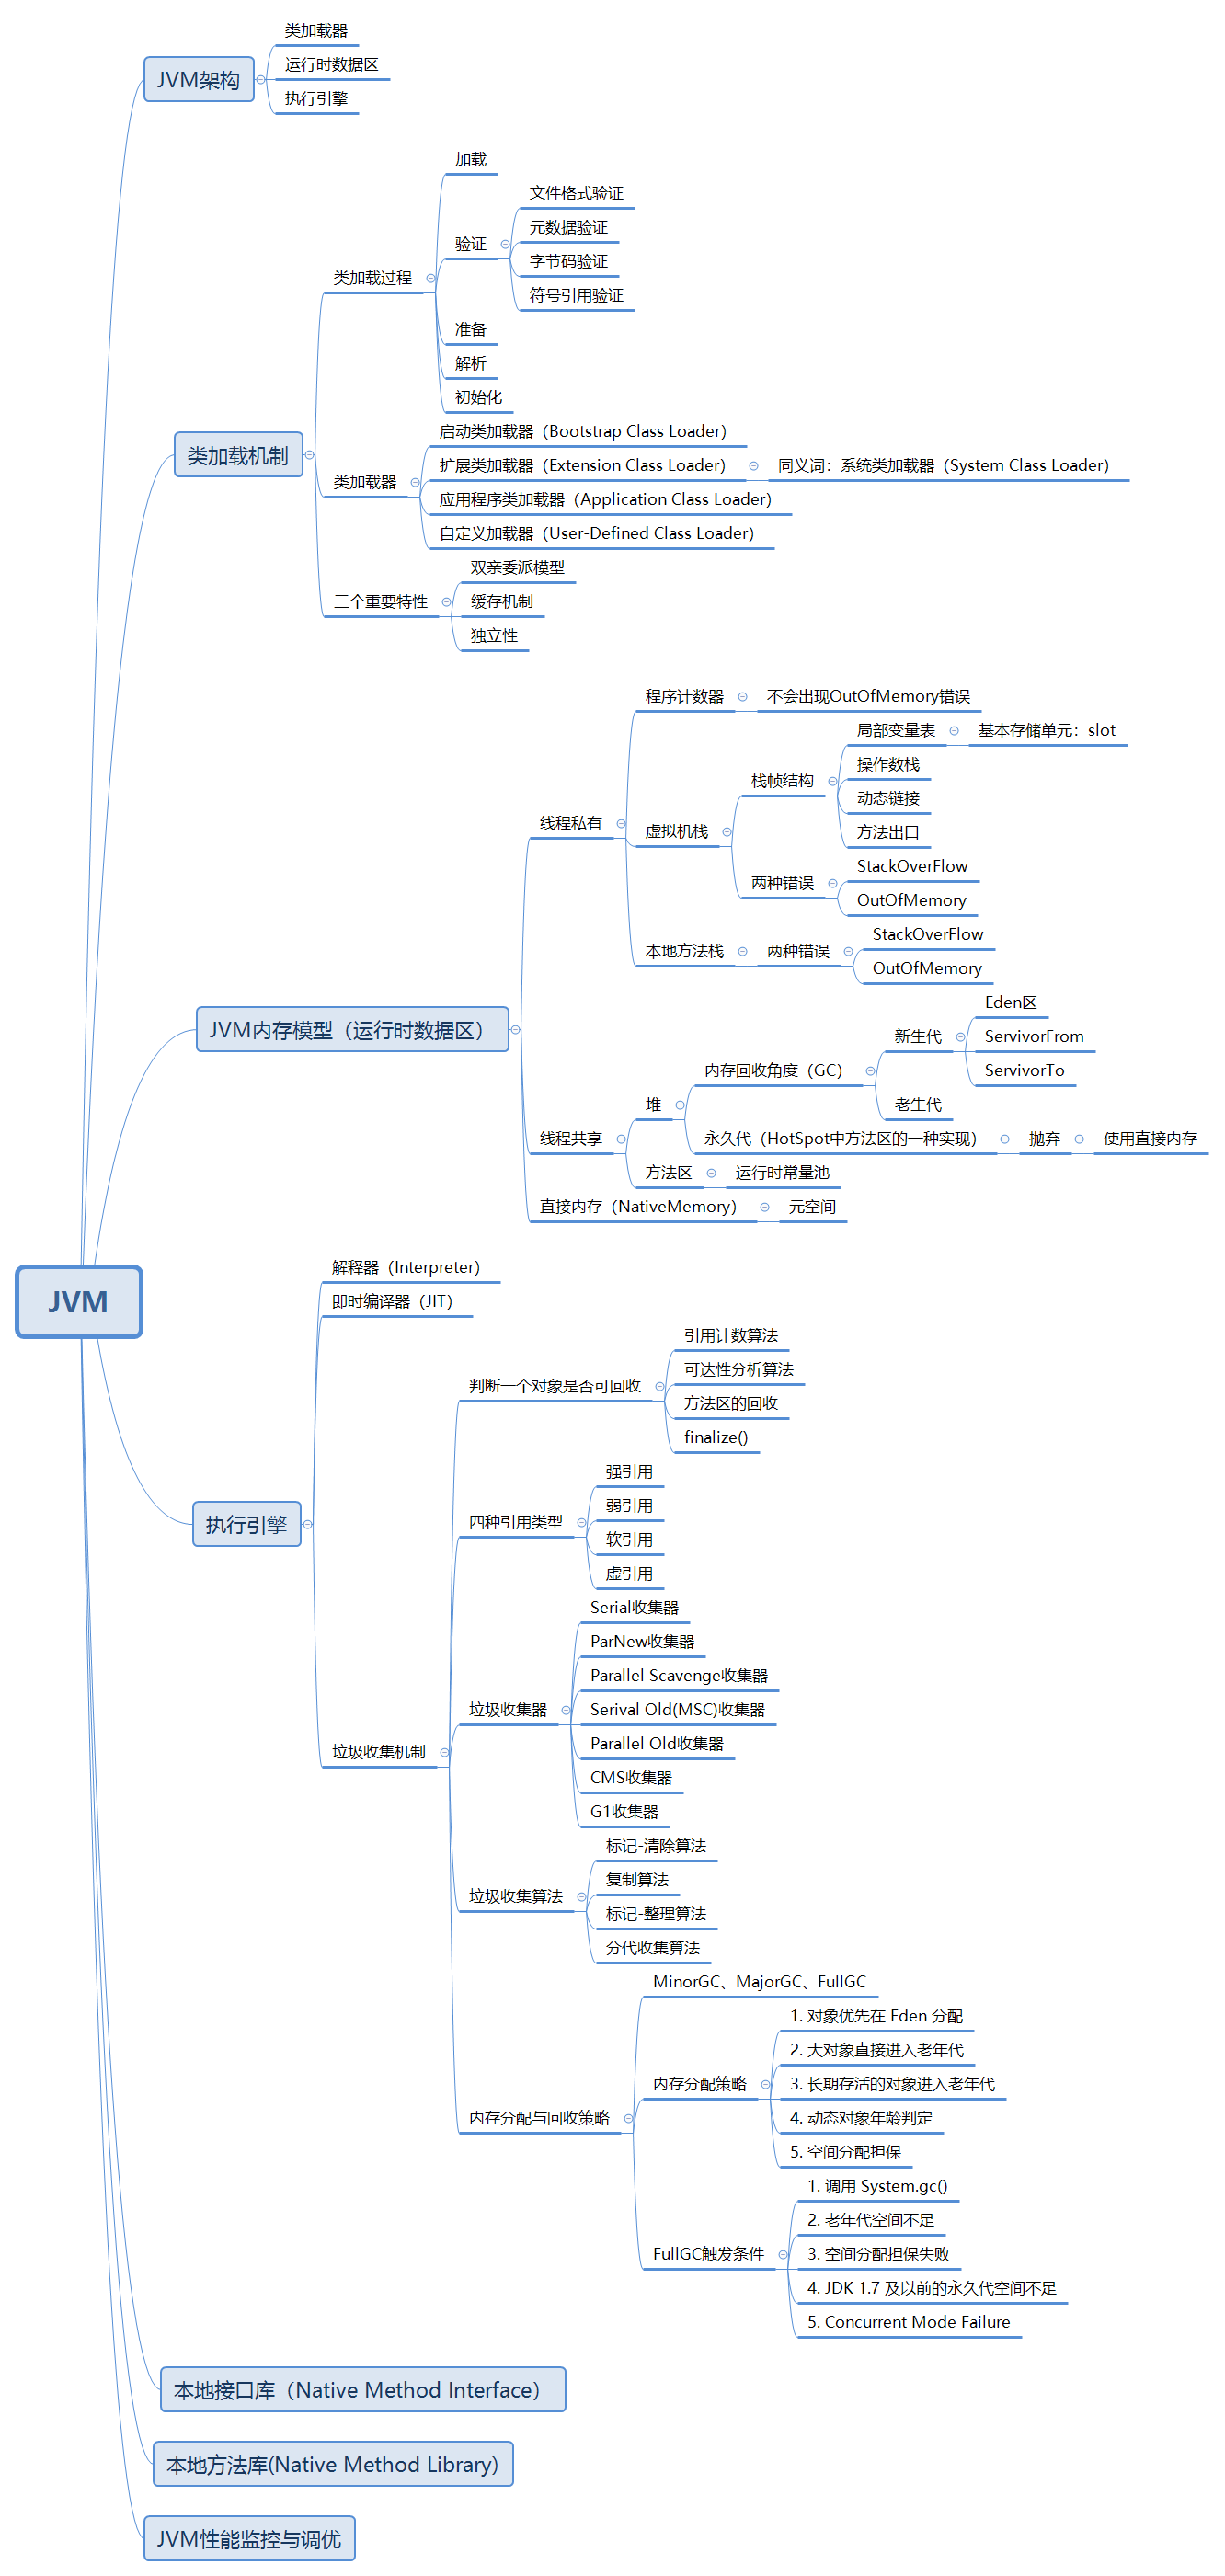 JVM
JVM架构
类加载器
运行时数据区
执行引擎
类加载机制
类加载过程
加载
验证
文件格式验证
元数据验证
字节码验证
符号引用验证
准备
解析
初始化
类加载器
启动类加载器（Bootstrap Class Loader）
扩展类加载器（Extension Class Loader）
同义词：系统类加载器（System Class Loader）
应用程序类加载器（Application Class Loader）
自定义加载器（User-Defined Class Loader）
三个重要特性
双亲委派模型
缓存机制
独立性
JVM内存模型（运行时数据区）
线程私有
程序计数器
不会出现OutOfMemory错误
虚拟机栈
栈帧结构
局部变量表
基本存储单元：slot
操作数栈
动态链接
方法出口
两种错误
StackOverFlow
OutOfMemory
本地方法栈
两种错误
StackOverFlow
OutOfMemory
线程共享
堆
内存回收角度（GC）
新生代
Eden区
ServivorFrom
ServivorTo
老生代
永久代（HotSpot中方法区的一种实现）
抛弃
使用直接内存
方法区
运行时常量池
直接内存（NativeMemory）
元空间
执行引擎
解释器（Interpreter）
即时编译器（JIT）
垃圾收集机制
判断一个对象是否可回收
引用计数算法
可达性分析算法
方法区的回收
finalize()
四种引用类型
强引用
弱引用
软引用
虚引用
垃圾收集器
Serial收集器
ParNew收集器
Parallel Scavenge收集器
Serival Old(MSC)收集器
Parallel Old收集器
CMS收集器
G1收集器
垃圾收集算法
标记-清除算法
复制算法
标记-整理算法
分代收集算法
内存分配与回收策略
MinorGC、MajorGC、FullGC
内存分配策略
1. 对象优先在 Eden 分配
2. 大对象直接进入老年代
3. 长期存活的对象进入老年代
4. 动态对象年龄判定
5. 空间分配担保
FullGC触发条件
1. 调用 System.gc()
2. 老年代空间不足
3. 空间分配担保失败
4. JDK 1.7 及以前的永久代空间不足
5. Concurrent Mode Failure
本地接口库（Native Method Interface）
本地方法库(Native Method Library)
JVM性能监控与调优